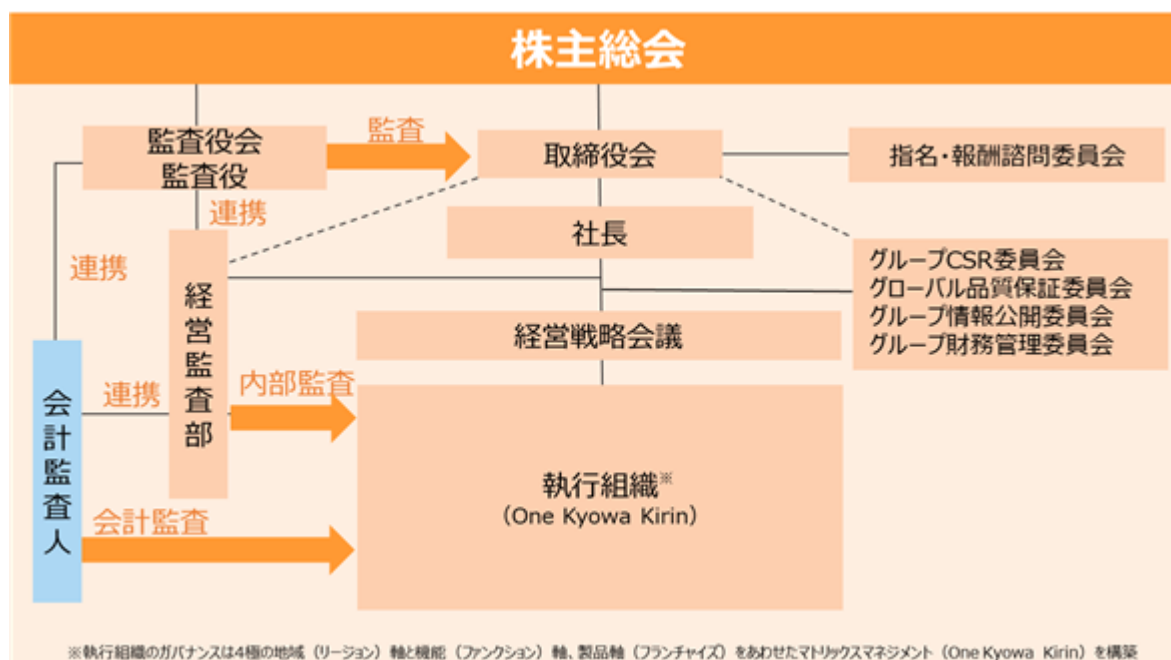 株主総会
監査役会
監査役
監査
取締役会
指名・報酬諮問委員会
連携
社長
連携
経営監査部
グループCSR委員会
グローバル品質保証委員会
グループ情報公開委員会
グループ財務管理委員会
経営戦略会議
会計監査人
連携
内部監査
執行組織※
（One Kyowa Kirin）
会計監査
※執行組織のガバナンスは4極の地域（リージョン）軸と機能（ファンクション）軸、製品軸（フランチャイズ）をあわせたマトリックスマネジメント（One Kyowa Kirin）を構築